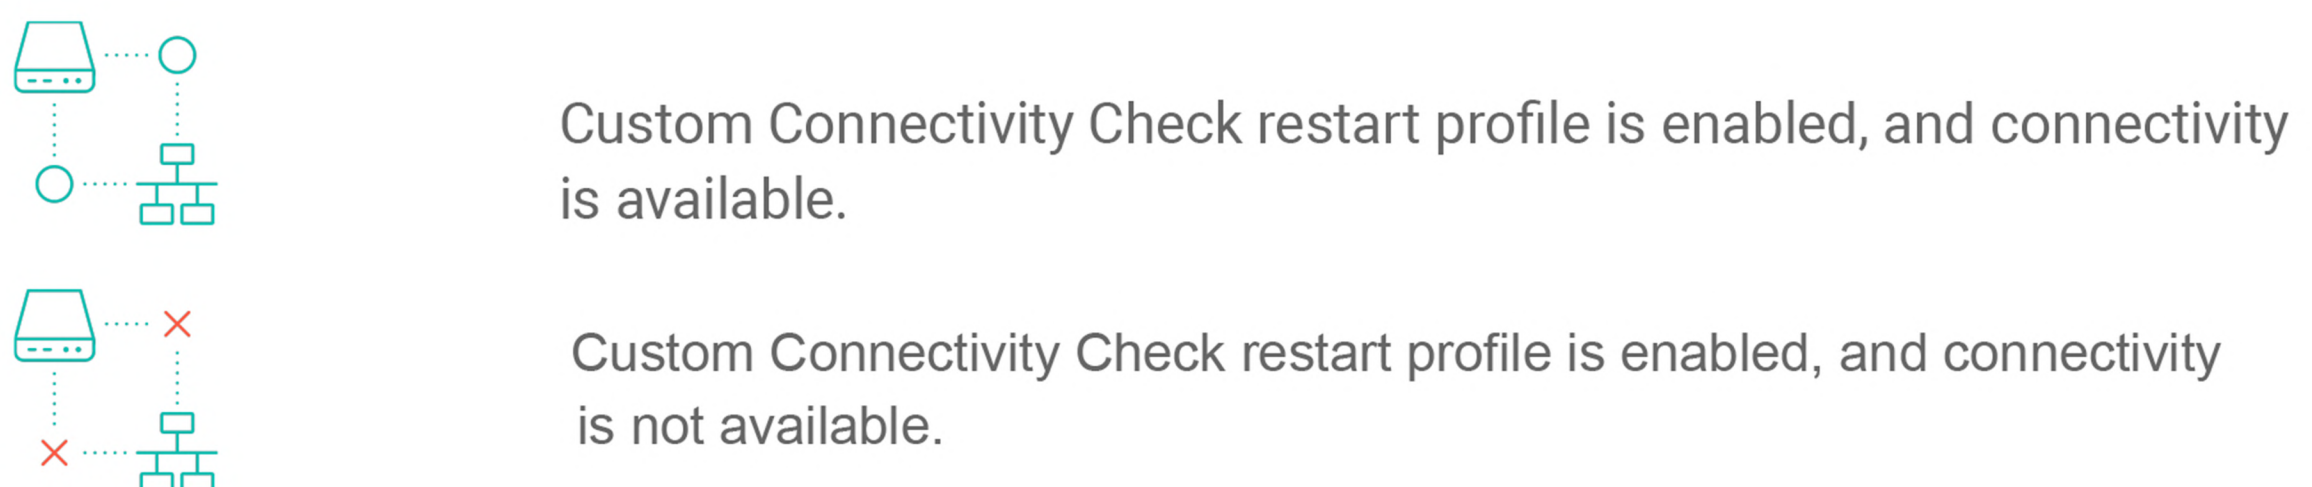 Custom Connectivity Check restart profile is enabled, and connectivity
is available.
Custom Connectivity Check restart profile is enabled, and connectivity
is not available.